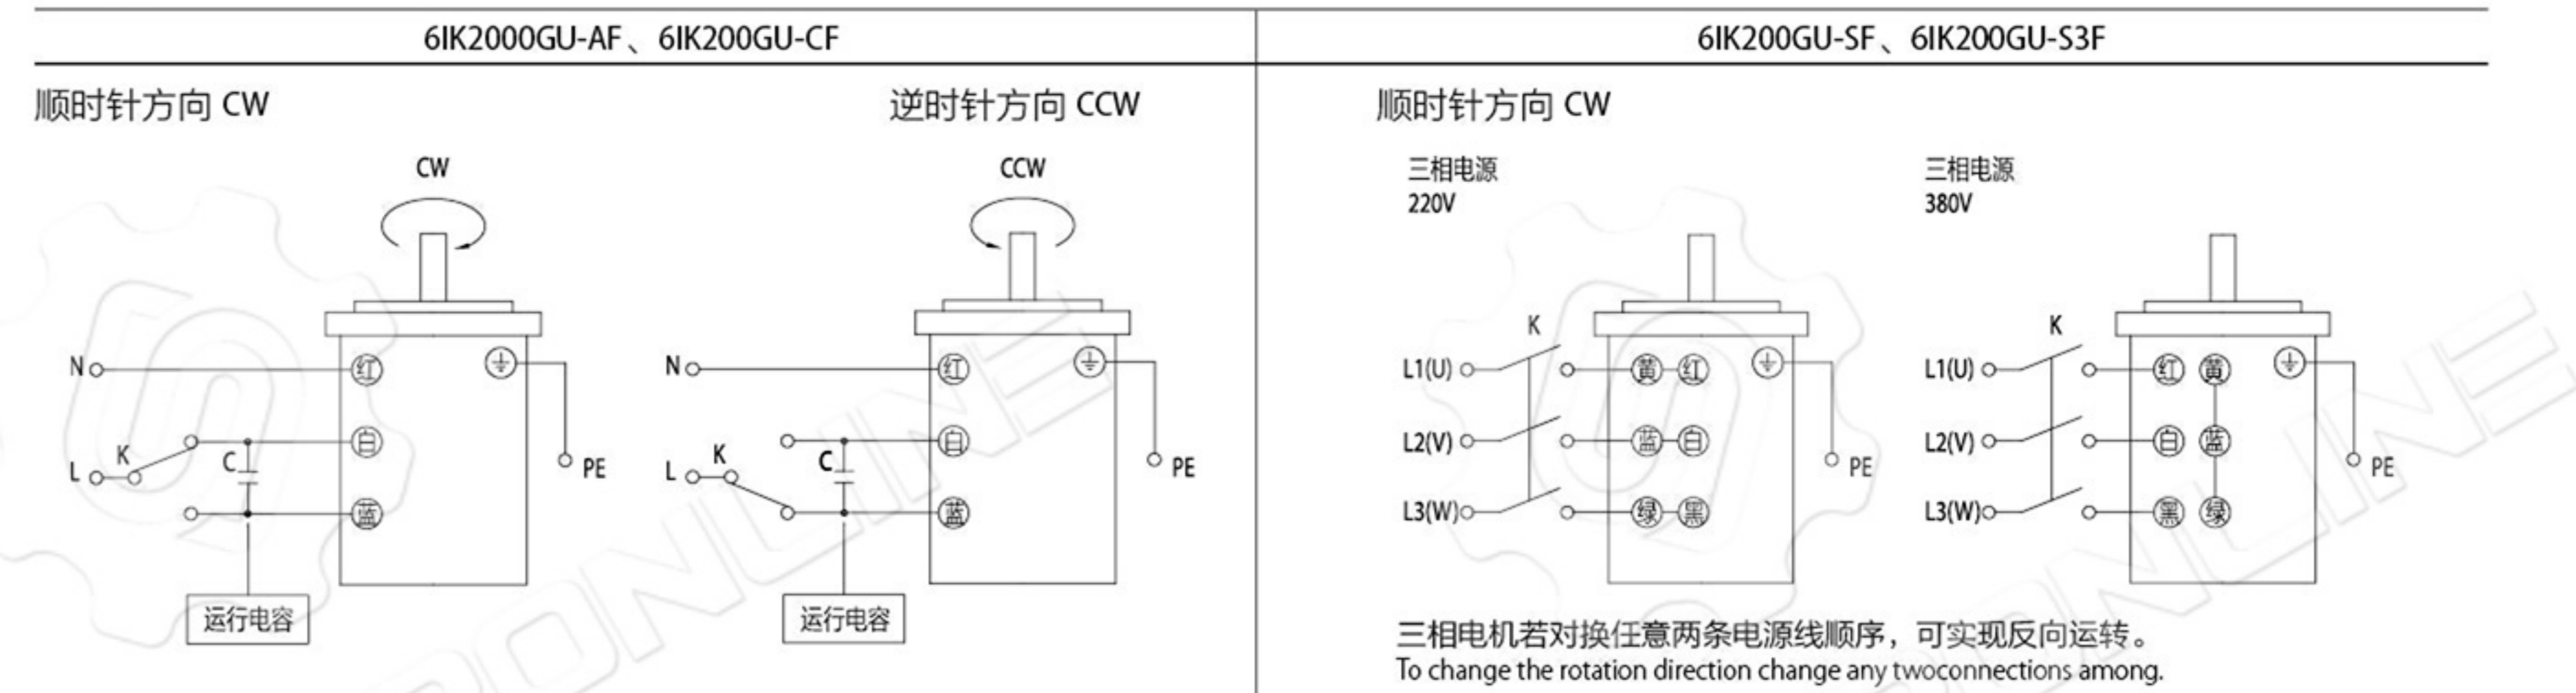 6IK2000GU-AF、6IK200GU-CF
顺时针方向 CW
逆时针方向 CCW
CW
N
红
K
白
L
C
蓝
PE
运行电容
CCW
N
红
K
白
L
C
蓝
PE
运行电容
6IK200GU-SF、6IK200GU-S3F
顺时针方向 CW
三相电源
220V
K
L1(U) 黄 红
L2(V) 蓝 白
PE
L3(W) 绿 黑
三相电源
380V
K
L1(U) 红 黄
L2(V) 白 蓝
PE
L3(W) 黑 绿
三相电机若对换任意两条电源线顺序，可实现反向运转。
To change the rotation direction change any twoconnections among.